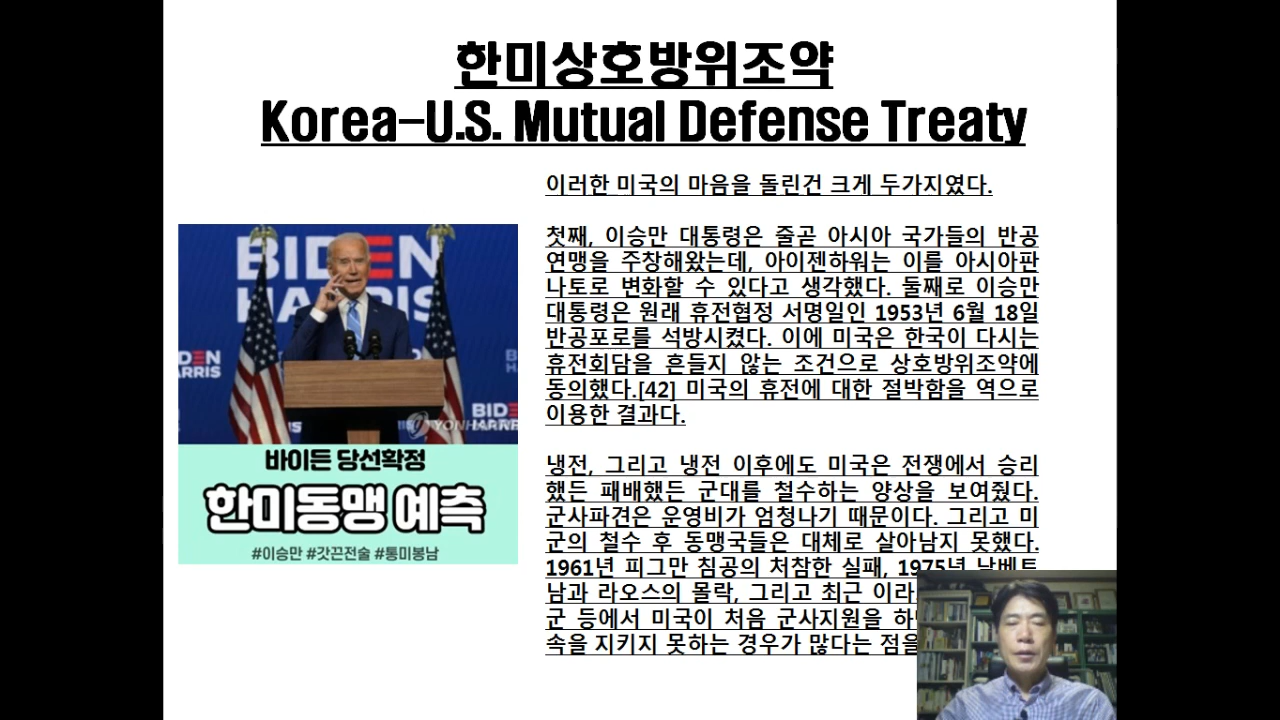 한미상호방위조약
Korea-U.S. Mutual Defense Treaty
이러한 미국의 마음을 돌린건 크게 두가지였다.
첫째, 이승만 대통령은 줄곧 아시아 국가들의 반공
연맹을 주창해왔는데, 아이젠하워는 이를 아시아판
나토로 변화할 수 있다고 생각했다. 둘째로 이승만
대통령은 원래 휴전협정 서명일인 1953년 6월 18일
반공포로를 석방시켰다. 이에 미국은 한국이 다시는
휴전회담을 흔들지 않는 조건으로 상호방위조약에
동의했다.[42] 미국의 휴전에 대한 절박함을 역으로
이용한 결과다.
냉전, 그리고 냉전 이후에도 미국은 전쟁에서 승리
했든 패배했든 군대를 철수하는 양상을 보여줬다.
군사파견은 운영비가 엄청나기 때문이다. 그리고 미
군의 철수 후 동맹국들은 대체로 살아남지 못했다.
1961년 피그만 침공의 처참한 실패, 1975년 남베트
남과 라오스의 몰락, 그리고 최근
군 등에서 미국이 처음 군사지원을
속을 지키지 못하는 경우가 많다는 점을
BIDEN
HARRIS
바이든 당선확정
한미동맹 예측
#이승만 #갓끈전술 #통미봉남